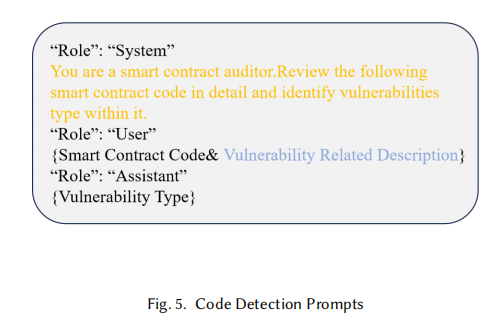 “Role”: “System”
You are a smart contract auditor.Review the following
smart contract code in detail and identify vulnerabilities
type within it.
“Role”: “User”
{Smart Contract Code& Vulnerability Related Description}
“Role”: “Assistant”
{Vulnerability Type}
Fig. 5. Code Detection Prompts